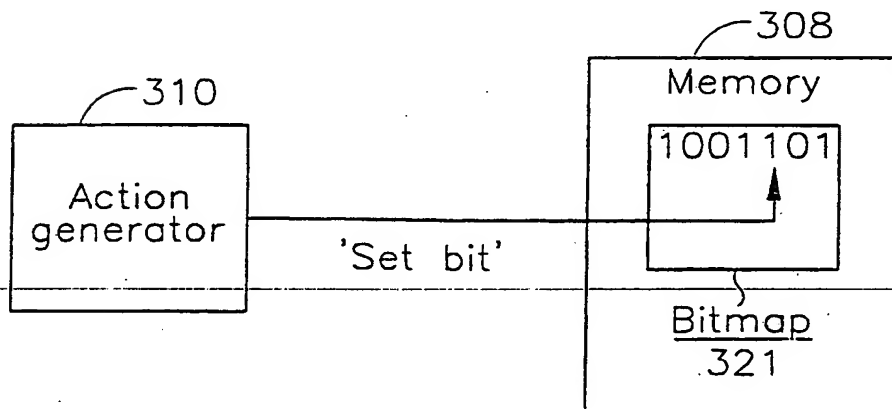 308
310
Memory
1001101
Action
generator
'Set bit'
Bitmap
321